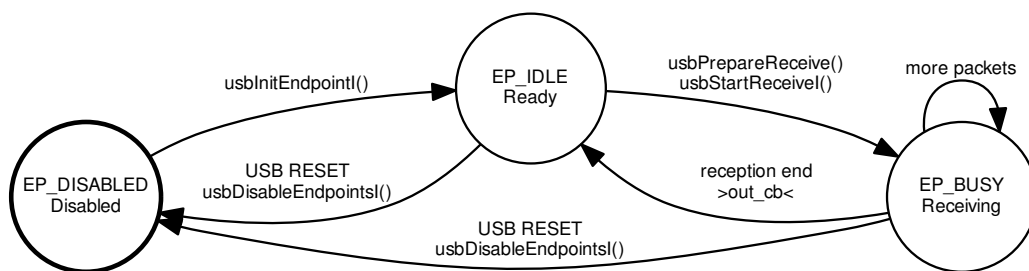 EP_DISABLED
Disabled
usbInitEndpointI()
EP_IDLE
Ready
usbPrepareReceive()
usbStartReceiveI()
more packets
USB RESET
usbDisableEndpointsI()
reception end
>out_cb<
EP_BUSY
Receiving
USB RESET
usbDisableEndpointsI()